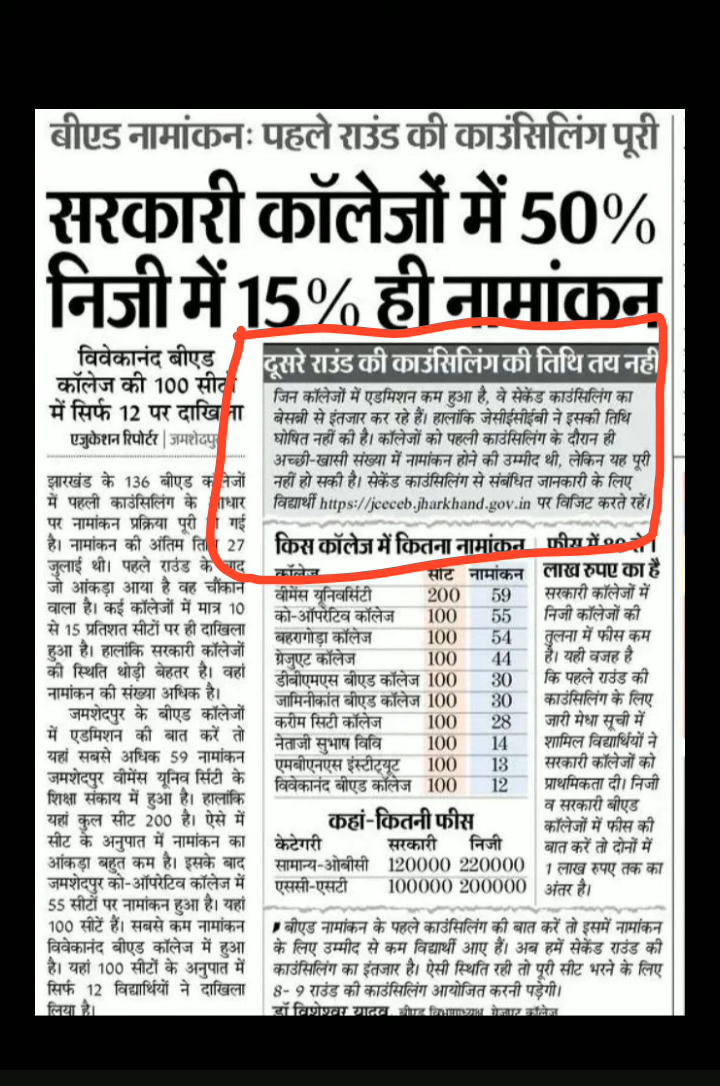 बीएड नामांकनः पहले राउंड की काउंसिलिंग पूरी
सरकारी कॉलेजों में 50%
निजी में 15% ही नामांकन
विवेकानंद बीएड
कॉलेज की 100 सीटों
में सिर्फ 12 पर दाखिला
एजुकेशन रिपोर्टर | जमशेदपुर
झारखंड के 136 बीएड कॉलेजों
में पहली काउंसिलिंग के आधार
पर नामांकन प्रक्रिया पूरी हो गई
है। नामांकन की अंतिम तिथि 27
जुलाई थी। पहले राउंड के बाद
जो आंकड़ा आया है वह चौंकाने
वाला है। कई कॉलेजों में मात्र 10
से 15 प्रतिशत सीटों पर ही दाखिला
हुआ है। हालांकि सरकारी कॉलेजों
की स्थिति थोड़ी बेहतर है। वहां
नामांकन की संख्या अधिक है।
जमशेदपुर के बीएड कॉलेजों
में एडमिशन की बात करें तो
यहां सबसे अधिक 59 नामांकन
जमशेदपुर वीमेंस यूनिव र्सिटी के
शिक्षा संकाय में हुआ है। हालांकि
यहां कुल सीट 200 है। ऐसे में
सीट के अनुपात में नामांकन का
आंकड़ा बहुत कम है। इसके बाद
जमशेदपुर को-ऑपरेटिव कॉलेज में
55 सीटों पर नामांकन हुआ है। यहां
100 सीटें हैं। सबसे कम नामांकन
विवेकानंद बीएड कॉलेज में हुआ
है। यहां 100 सीटों के अनुपात में
सिर्फ 12 विद्यार्थियों ने दाखिला
लिया है।
दूसरे राउंड की काउंसिलिंग की तिथि तय नहीं
जिन कॉलेजों में एडमिशन कम हुआ है, वे सेकेंड काउंसिलिंग का
बेसब्री से इंतजार कर रहे हैं। हालांकि जेसीईसीईबी ने इसकी तिथि
घोषित नहीं की है। कॉलेजों को पहली काउंसिलिंग के दौरान ही
अच्छी-खासी संख्या में नामांकन होने की उम्मीद थी, लेकिन यह पूरी
नहीं हो सकी है। सेकेंड काउंसिलिंग से संबंधित जानकारी के लिए
विद्यार्थी https://jceceb.jharkhand.gov.in पर विजिट करते रहें।
किस कॉलेज में कितना नामांकन
कॉलेज सीट नामांकन
वीमेंस यूनिवर्सिटी 200 59
को-ऑपरेटिव कॉलेज 100 55
बहरागोड़ा कॉलेज 100 54
ग्रेजुएट कॉलेज 100 44
डीबीएमएस बीएड कॉलेज 100 30
जामिनीकांत बीएड कॉलेज 100 30
करीम सिटी कॉलेज 100 28
नेताजी सुभाष विवि 100 14
एमबीएनएस इंस्टीट्यूट 100 13
विवेकानंद बीएड कॉलेज 100 12
कहां-कितनी फीस
केटेगरी सरकारी निजी
सामान्य-ओबीसी 120000 220000
एससी-एसटी 100000 200000
फीस में 80 से 1
लाख रुपए का है
सरकारी कॉलेजों में
निजी कॉलेजों की
तुलना में फीस कम
है। यही वजह है
कि पहले राउंड की
काउंसिलिंग के लिए
जारी मेधा सूची में
शामिल विद्यार्थियों ने
सरकारी कॉलेजों को
प्राथमिकता दी। निजी
व सरकारी बीएड
कॉलेजों में फीस की
बात करें तो दोनों में
1 लाख रुपए तक का
अंतर है।
बीएड नामांकन के पहले काउंसिलिंग की बात करें तो इसमें नामांकन
के लिए उम्मीद से कम विद्यार्थी आए हैं। अब हमें सेकेंड राउंड की
काउंसिलिंग का इंतजार है। ऐसी स्थिति रही तो पूरी सीट भरने के लिए
8- 9 राउंड की काउंसिलिंग आयोजित करनी पड़ेगी।
डॉ विशेश्वर यादव, बीएड विभागाध्यक्ष, ग्रेजुएट कॉलेज